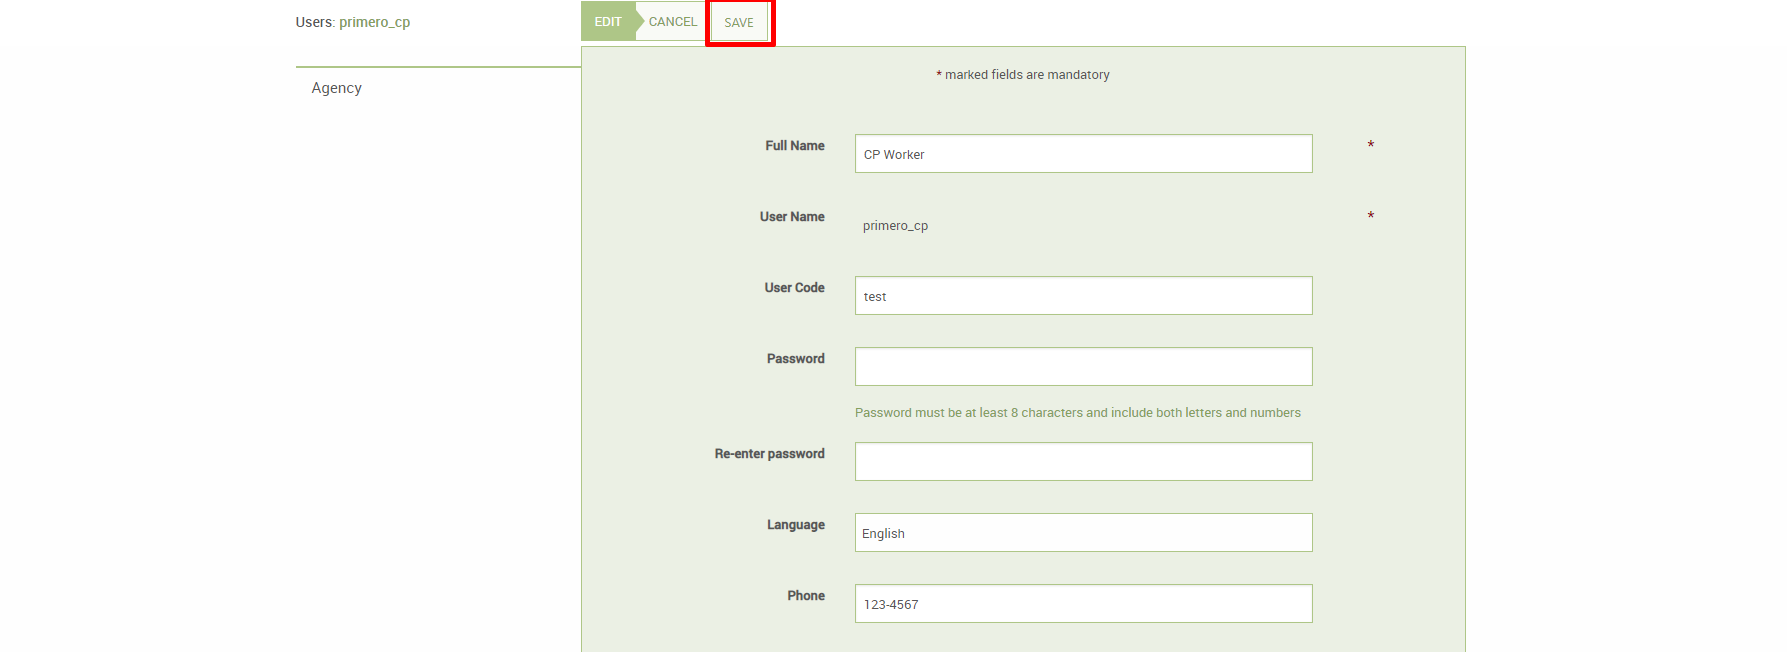 Users: primero_cp
EDIT CANCEL SAVE
Agency
* marked fields are mandatory
Full Name CP Worker *
User Name primero_cp *
User Code test
Password
Password must be at least 8 characters and include both letters and numbers
Re-enter password
Language English
Phone 123-4567